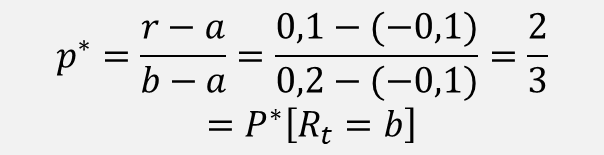 p* = (r − a)/(b − a) = (0,1 − (−0,1))/(0,2 − (−0,1)) = 2/3
= P*[R_t = b]